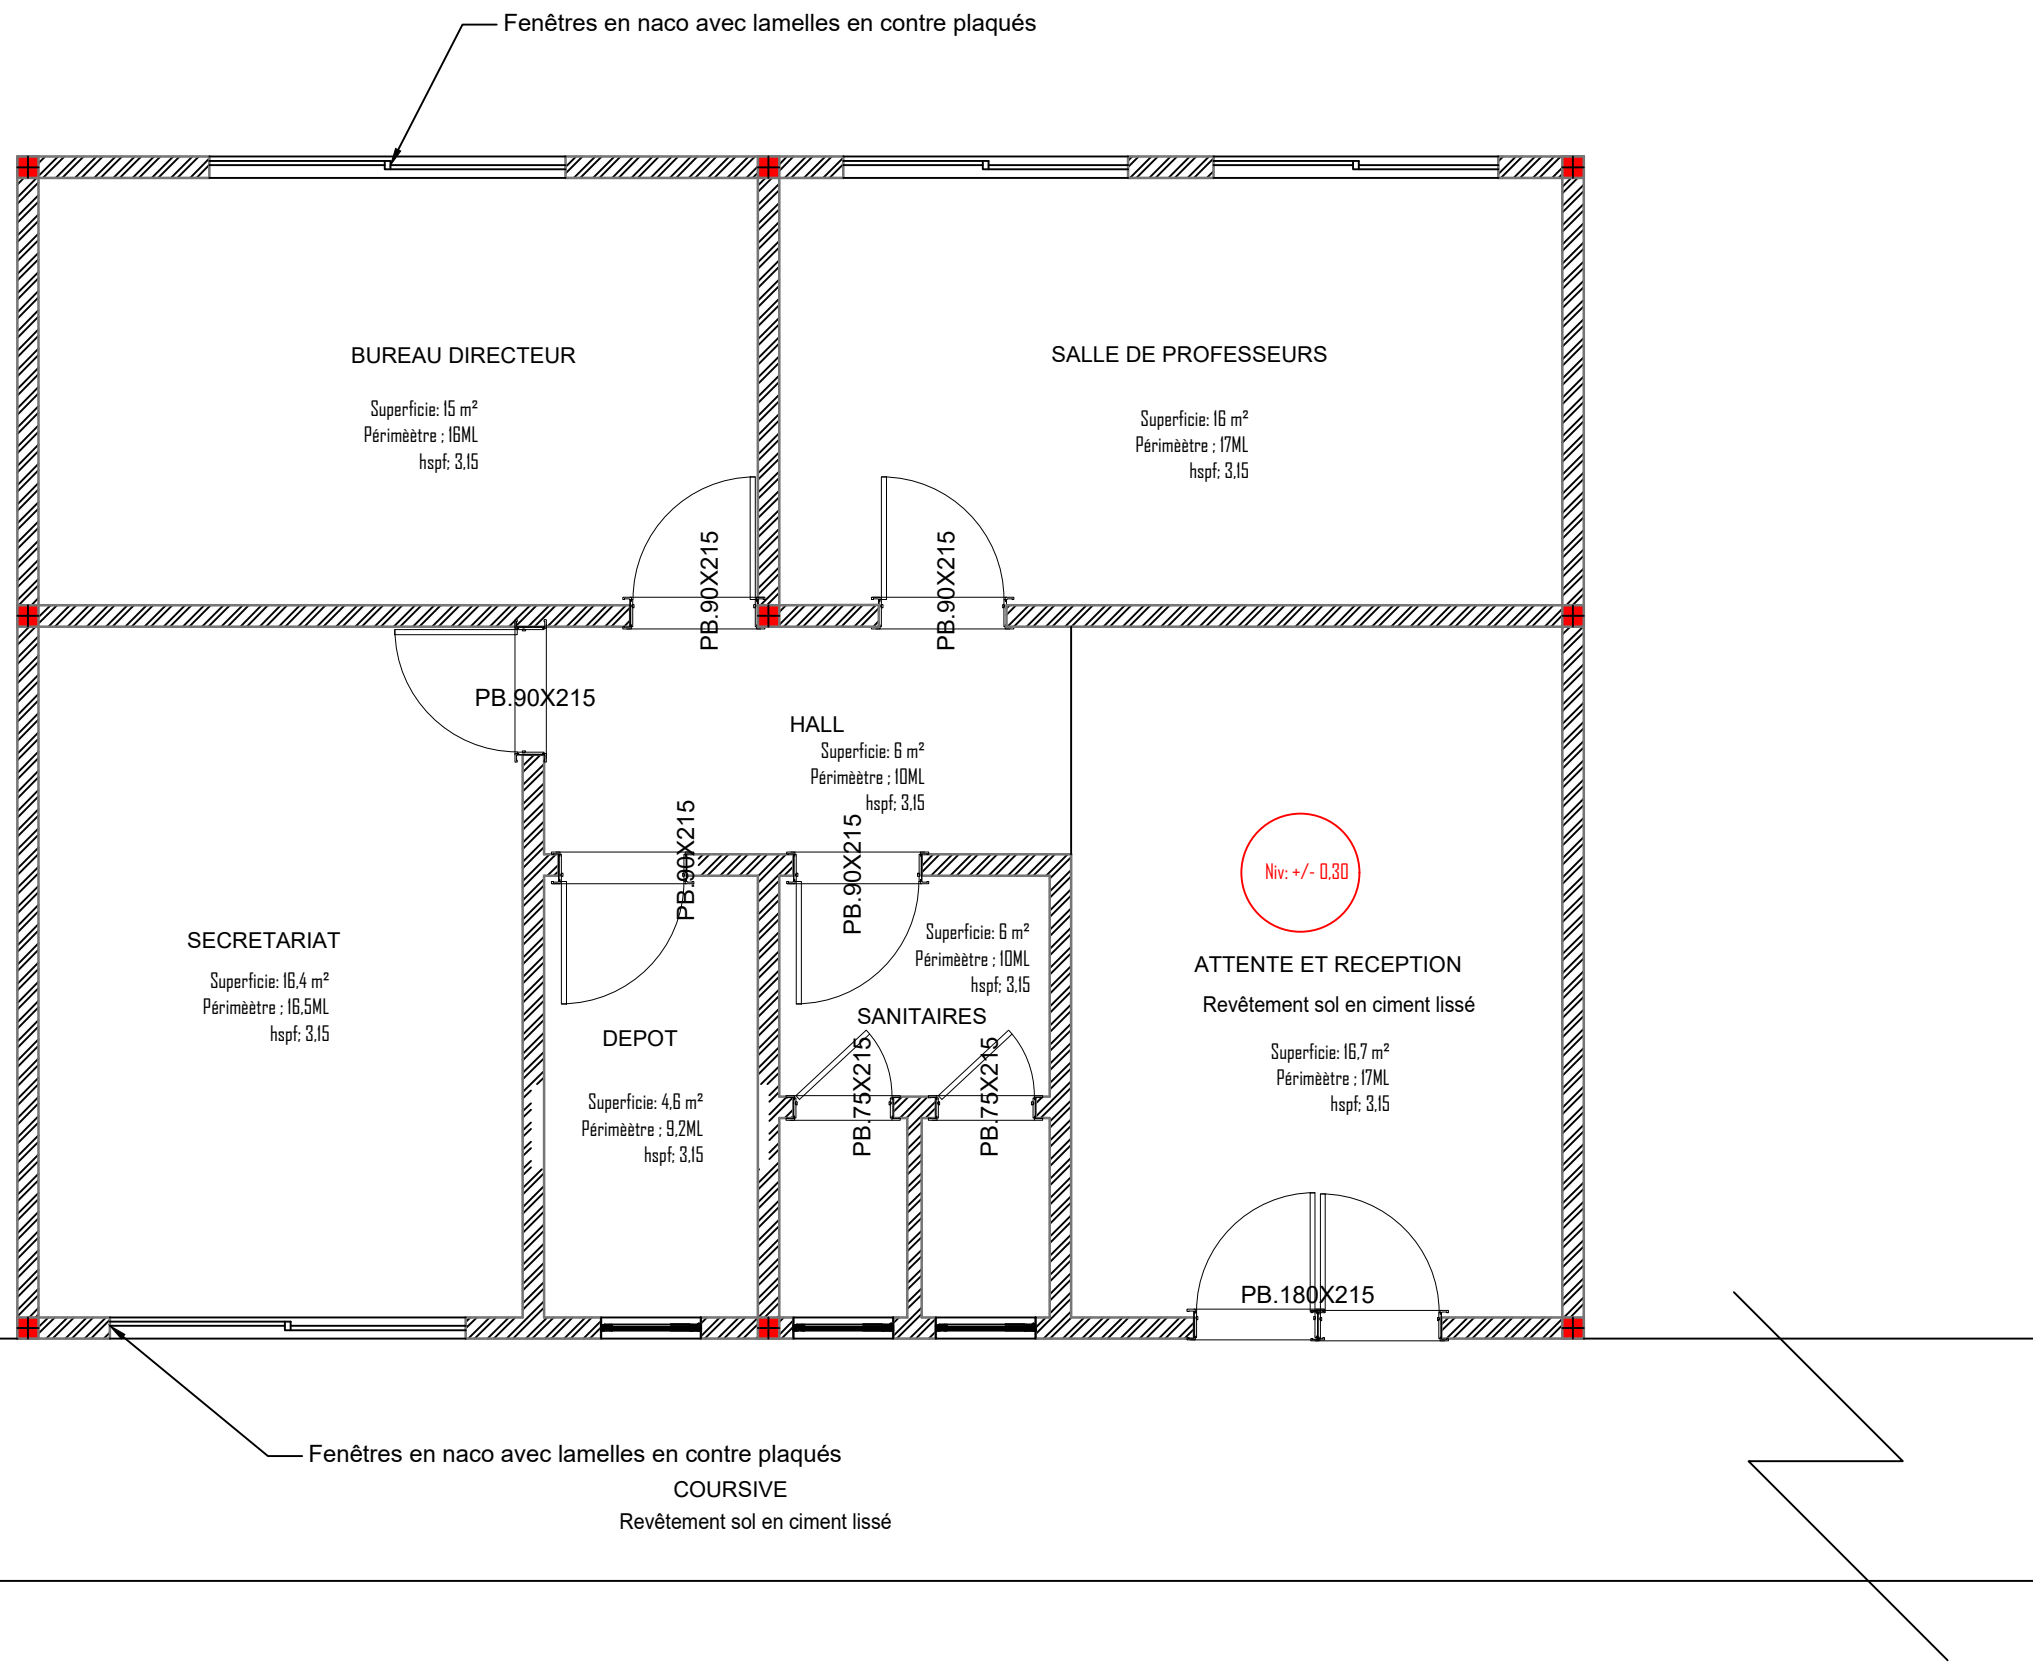 Fenêtres en naco avec lamelles en contre plaqués
BUREAU DIRECTEUR
Superficie: 15 m²
Périmèètre ; 16ML
hspf; 3,15
SALLE DE PROFESSEURS
Superficie: 16 m²
Périmèètre ; 17ML
hspf; 3,15
PB.90X215
PB.90X215
PB.90X215
HALL
Superficie: 6 m²
Périmèètre ; 10ML
hspf; 3,15
PB.90X215
PB.90X215
Niv: +/- 0,30
SECRETARIAT
Superficie: 16,4 m²
Périmèètre ; 16,5ML
hspf; 3,15
Superficie: 6 m²
Périmèètre ; 10ML
hspf; 3,15
SANITAIRES
ATTENTE ET RECEPTION
Revêtement sol en ciment lissé
Superficie: 16,7 m²
Périmèètre ; 17ML
hspf; 3,15
DEPOT
Superficie: 4,6 m²
Périmèètre ; 9,2ML
hspf; 3,15
PB.75X215
PB.75X215
PB.180X215
Fenêtres en naco avec lamelles en contre plaqués
COURSIVE
Revêtement sol en ciment lissé